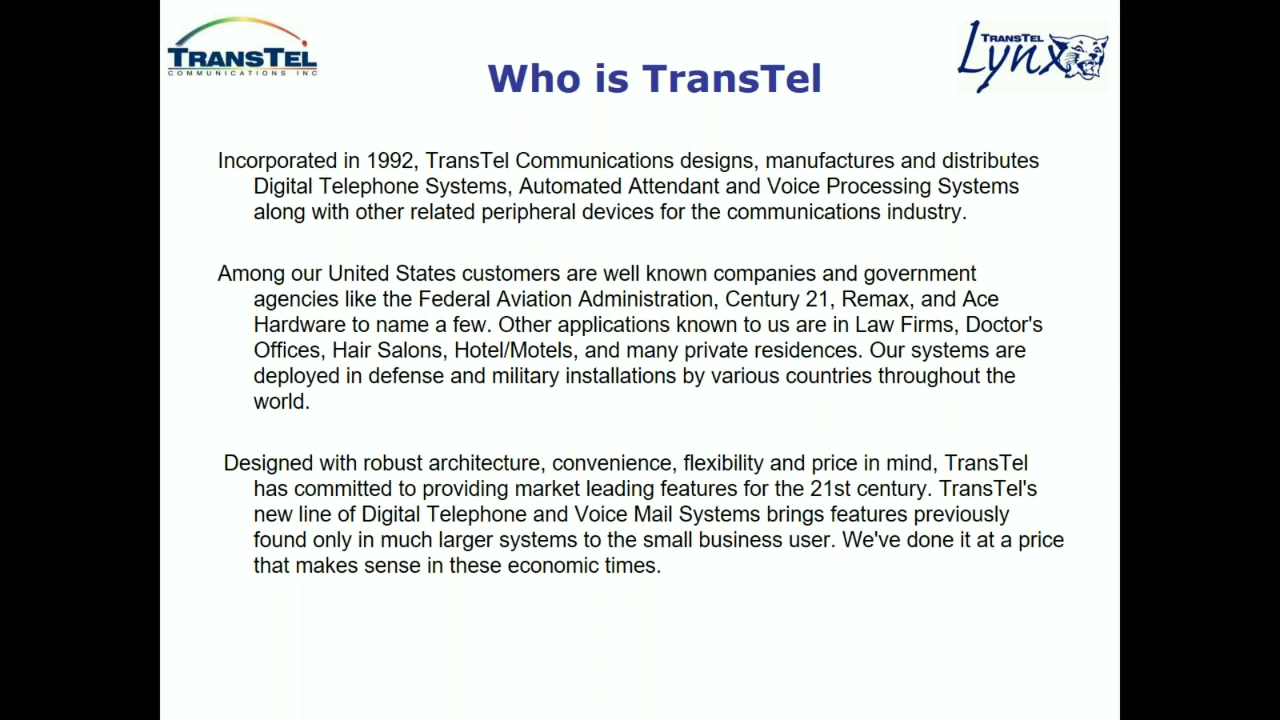 TRANSTEL
COMMUNICATIONS INC
TRANSTEL
Lynx
Who is TransTel
Incorporated in 1992, TransTel Communications designs, manufactures and distributes
Digital Telephone Systems, Automated Attendant and Voice Processing Systems
along with other related peripheral devices for the communications industry.
Among our United States customers are well known companies and government
agencies like the Federal Aviation Administration, Century 21, Remax, and Ace
Hardware to name a few. Other applications known to us are in Law Firms, Doctor's
Offices, Hair Salons, Hotel/Motels, and many private residences. Our systems are
deployed in defense and military installations by various countries throughout the
world.
Designed with robust architecture, convenience, flexibility and price in mind, TransTel
has committed to providing market leading features for the 21st century. TransTel's
new line of Digital Telephone and Voice Mail Systems brings features previously
found only in much larger systems to the small business user. We've done it at a price
that makes sense in these economic times.